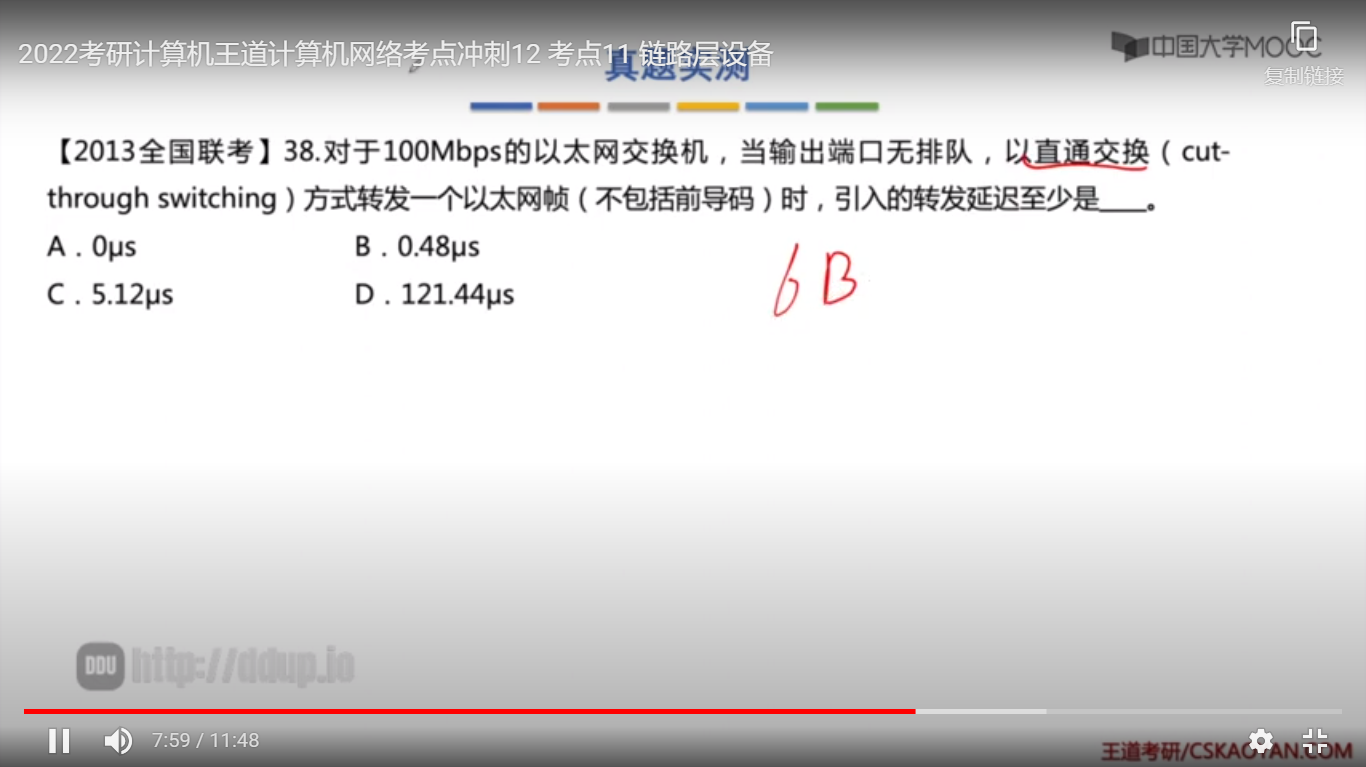 2022考研计算机王道计算机网络考点冲刺12 考点11 链路层设备
真题实测
中国大学MOOC
复制链接
【2013全国联考】38.对于100Mbps的以太网交换机，当输出端口无排队，以直通交换（cut-
through switching）方式转发一个以太网帧（不包括前导码）时，引入的转发延迟至少是____。
A．0μs B．0.48μs
C．5.12μs D．121.44μs
6B
DDU http://ddup.io
7:59 / 11:48
王道考研/CSKAOYAN.COM